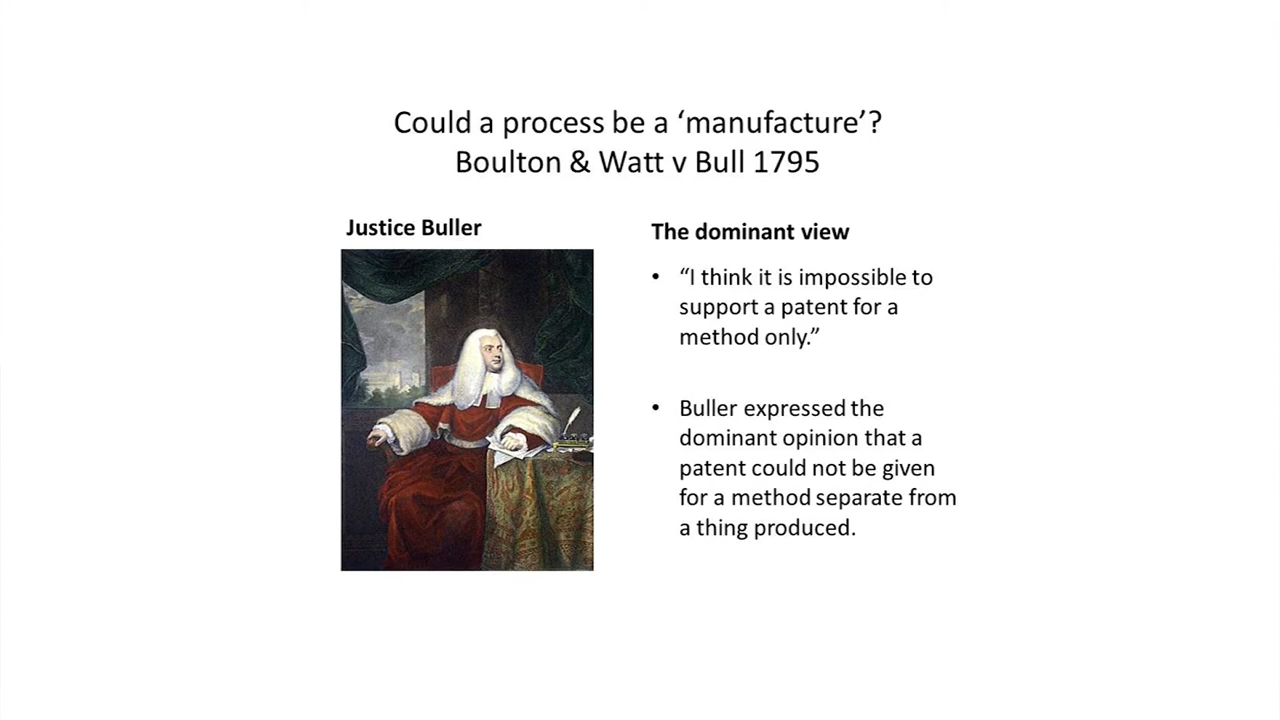 Could a process be a ‘manufacture’?
Boulton & Watt v Bull 1795
Justice Buller
The dominant view
• “I think it is impossible to
support a patent for a
method only.”
• Buller expressed the
dominant opinion that a
patent could not be given
for a method separate from
a thing produced.